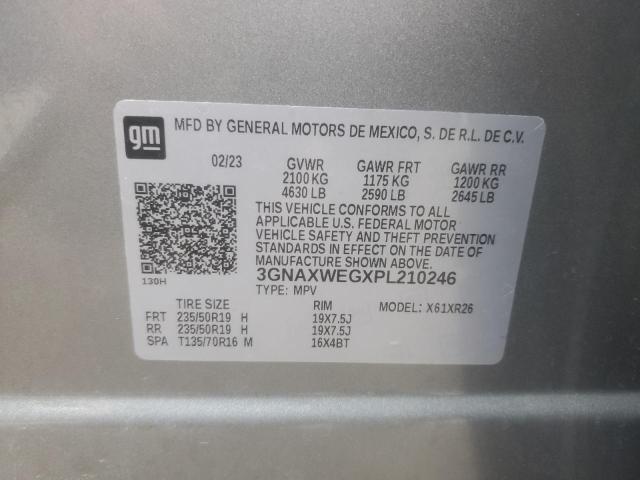 gm
MFD BY GENERAL MOTORS DE MEXICO, S. DE R.L. DE C.V.
02/23 GVWR GAWR FRT GAWR RR
2100 KG 1175 KG 1200 KG
4630 LB 2590 LB 2645 LB
THIS VEHICLE CONFORMS TO ALL
APPLICABLE U.S. FEDERAL MOTOR
VEHICLE SAFETY AND THEFT PREVENTION
STANDARDS IN EFFECT ON THE DATE
OF MANUFACTURE SHOWN ABOVE.
130H 3GNAXWEGXPL210246
TYPE: MPV
TIRE SIZE RIM MODEL: X61XR26
FRT 235/50R19 H 19X7.5J
RR 235/50R19 H 19X7.5J
SPA T135/70R16 M 16X4BT